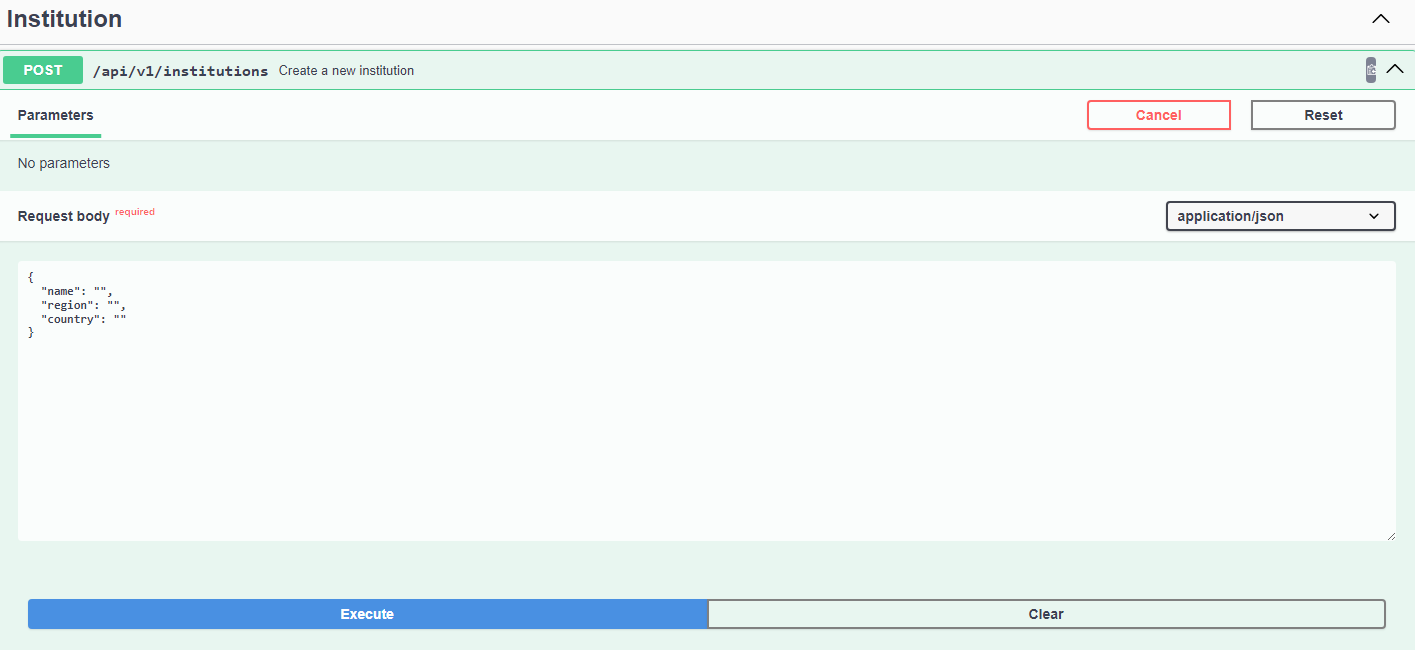 Institution
POST /api/v1/institutions Create a new institution
Parameters Cancel Reset
No parameters
Request body required application/json
{
  "name": "",
  "region": "",
  "country": ""
}
Execute Clear